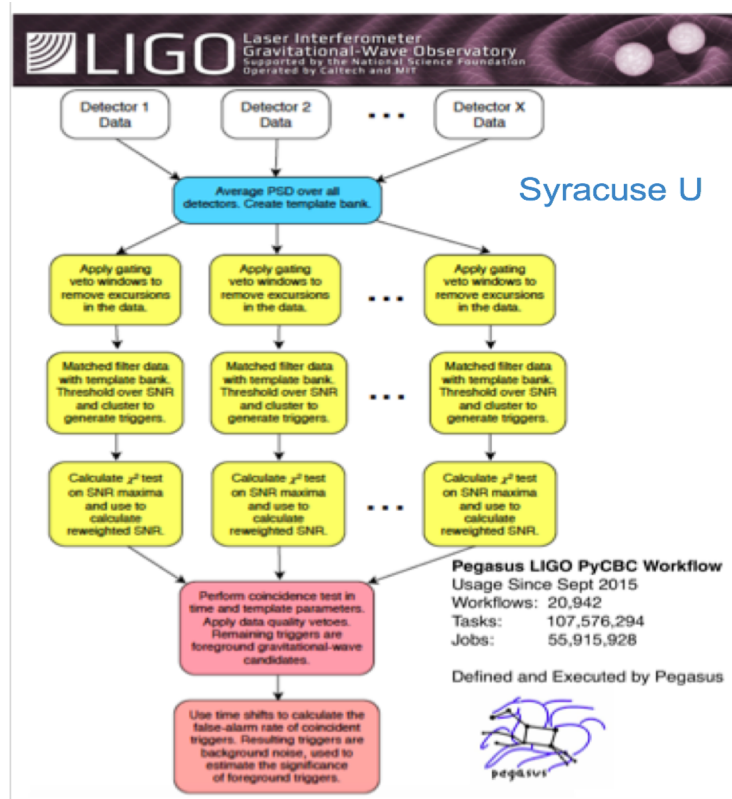 LIGO
Laser Interferometer
Gravitational-Wave Observatory
Supported by the National Science Foundation
Operated by Caltech and MIT
Detector 1
Data
Detector 2
Data
...
Detector X
Data
Average PSD over all
detectors. Create template bank.
Syracuse U
Apply gating
veto windows to
remove excursions
in the data.
Apply gating
veto windows to
remove excursions
in the data.
...
Apply gating
veto windows to
remove excursions
in the data.
Matched filter data
with template bank.
Threshold over SNR
and cluster to
generate triggers.
Matched filter data
with template bank.
Threshold over SNR
and cluster to
generate triggers.
...
Matched filter data
with template bank.
Threshold over SNR
and cluster to
generate triggers.
Calculate χ² test
on SNR maxima
and use to
calculate
reweighted SNR.
Calculate χ² test
on SNR maxima
and use to
calculate
reweighted SNR.
...
Calculate χ² test
on SNR maxima
and use to
calculate
reweighted SNR.
Perform coincidence test in
time and template parameters.
Apply data quality vetoes.
Remaining triggers are
foreground gravitational-wave
candidates.
Use time shifts to calculate the
false-alarm rate of coincident
triggers. Resulting triggers are
background noise, used to
estimate the significance
of foreground triggers.
Pegasus LIGO PyCBC Workflow
Usage Since Sept 2015
Workflows: 20,942
Tasks: 107,576,294
Jobs: 55,915,928
Defined and Executed by Pegasus
pegasus